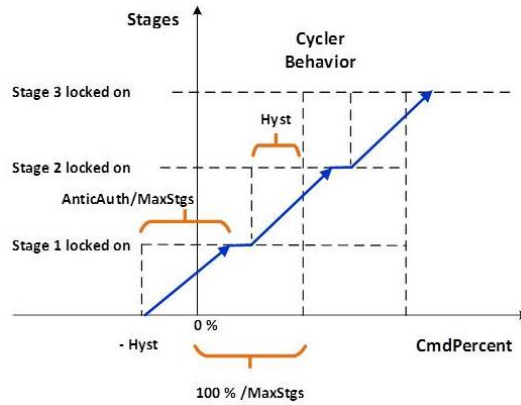 Stages
Cycler
Behavior
Stage 3 locked on
Hyst
Stage 2 locked on
AnticAuth/MaxStgs
Stage 1 locked on
0 %
- Hyst
CmdPercent
100 % /MaxStgs